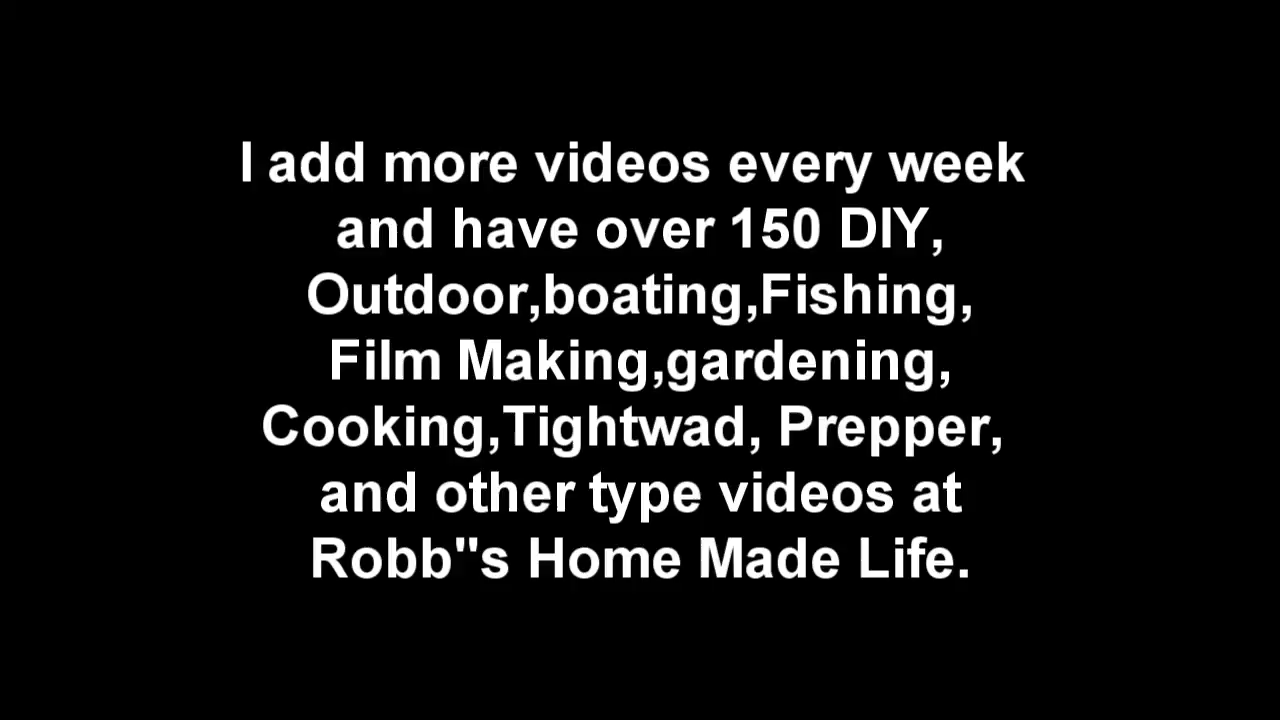 I add more videos every week
and have over 150 DIY,
Outdoor,boating,Fishing,
Film Making,gardening,
Cooking,Tightwad, Prepper,
and other type videos at
Robb"s Home Made Life.